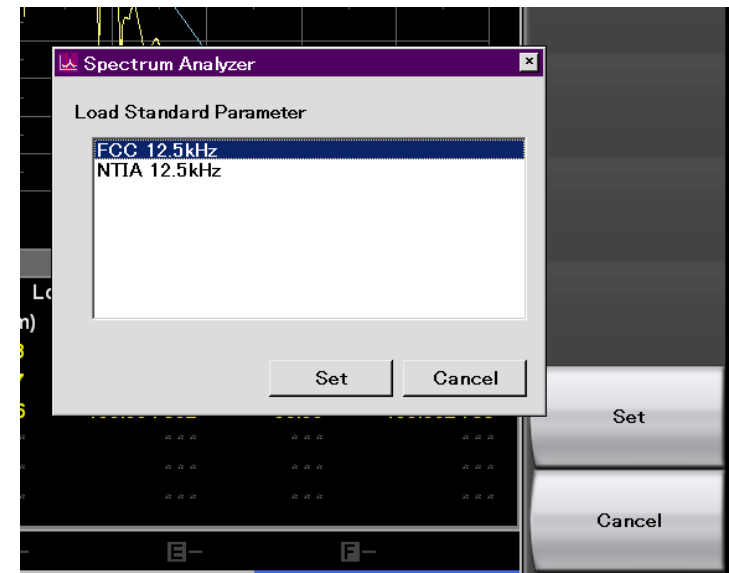 Spectrum Analyzer
Load Standard Parameter
FCC 12.5kHz
NTIA 12.5kHz
Set Cancel
Set
Cancel
*** *** ***
*** *** ***
*** *** ***
E- F-